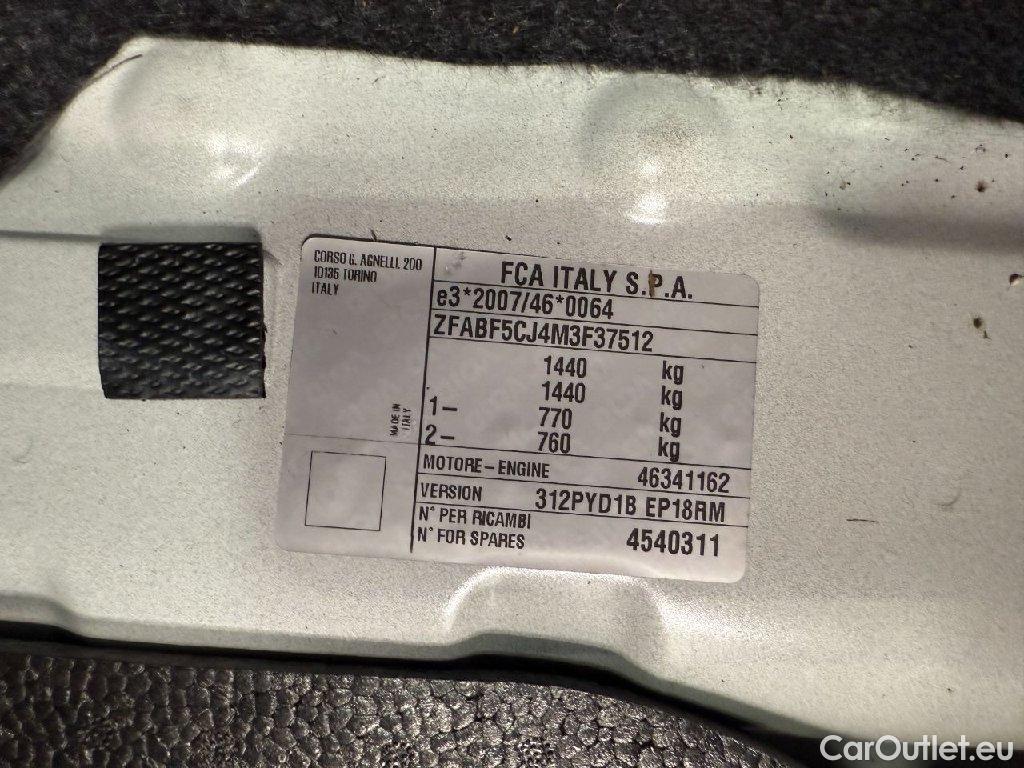 CORSO G. AGNELLI, 200
10135 TORINO
ITALY
MADE IN
ITALY
FCA ITALY S.P.A.
e3*2007/46*0064
ZFABF5CJ4M3F37512
1440 kg
1440 kg
1- 770 kg
2- 760 kg
MOTORE-ENGINE 46341162
VERSION 312PYD1B EP18RM
N° PER RICAMBI
N° FOR SPARES 4540311
CarOutlet.eu